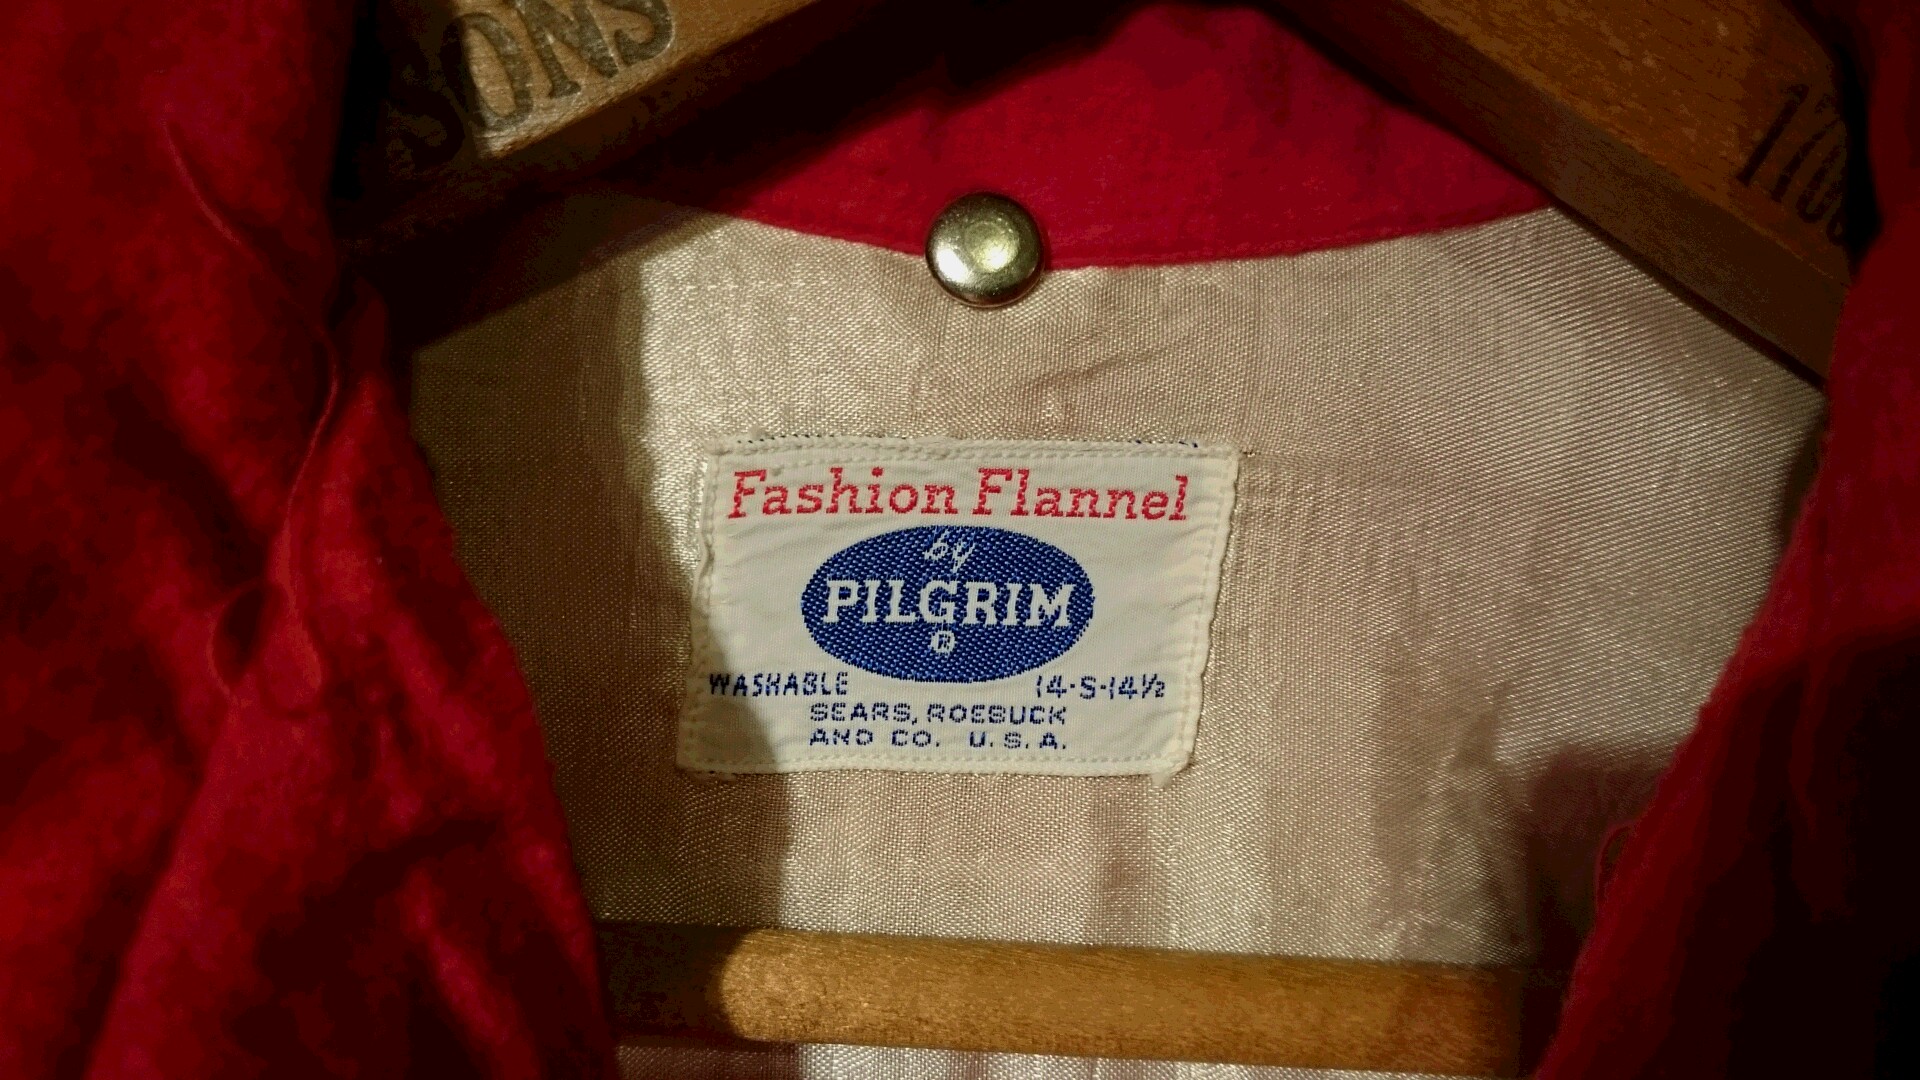 SONS
Fashion Flannel
by
PILGRIM
®
WASHABLE 14-S-14½
SEARS, ROEBUCK
AND CO. U.S.A.